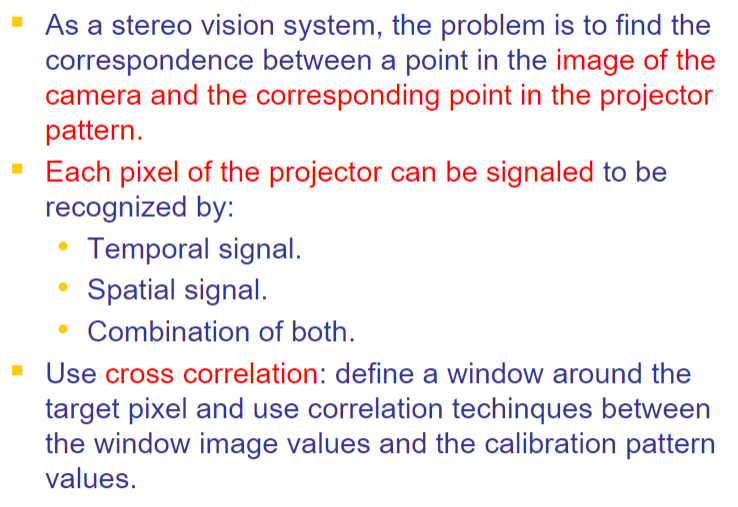 As a stereo vision system, the problem is to find the
correspondence between a point in the image of the
camera and the corresponding point in the projector
pattern.
Each pixel of the projector can be signaled to be
recognized by:
Temporal signal.
Spatial signal.
Combination of both.
Use cross correlation: define a window around the
target pixel and use correlation techinques between
the window image values and the calibration pattern
values.